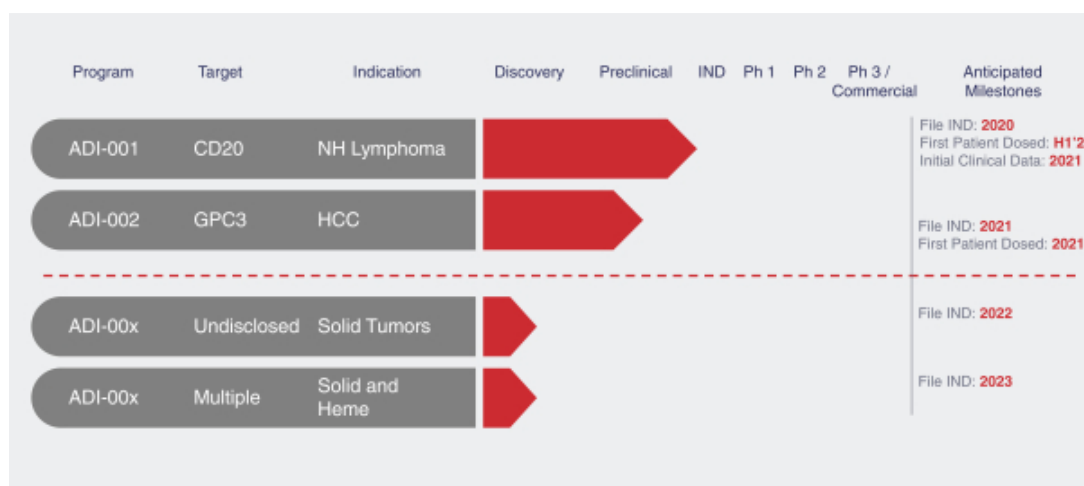 Program Target Indication Discovery Preclinical IND Ph 1 Ph 2 Ph 3 / Commercial Anticipated Milestones
ADI-001 CD20 NH Lymphoma
File IND: 2020
First Patient Dosed: H1'2
Initial Clinical Data: 2021
ADI-002 GPC3 HCC
File IND: 2021
First Patient Dosed: 2021
ADI-00x Undisclosed Solid Tumors
File IND: 2022
ADI-00x Multiple Solid and Heme
File IND: 2023